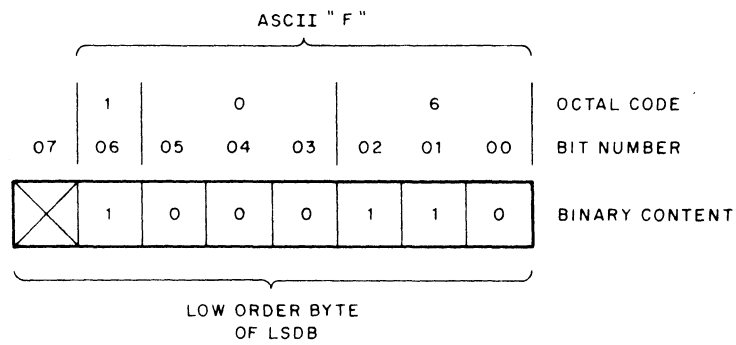 ASCII "F"
1 0 6 OCTAL CODE
07 06 05 04 03 02 01 00 BIT NUMBER
1 0 0 0 1 1 0 BINARY CONTENT
LOW ORDER BYTE
OF LSDB